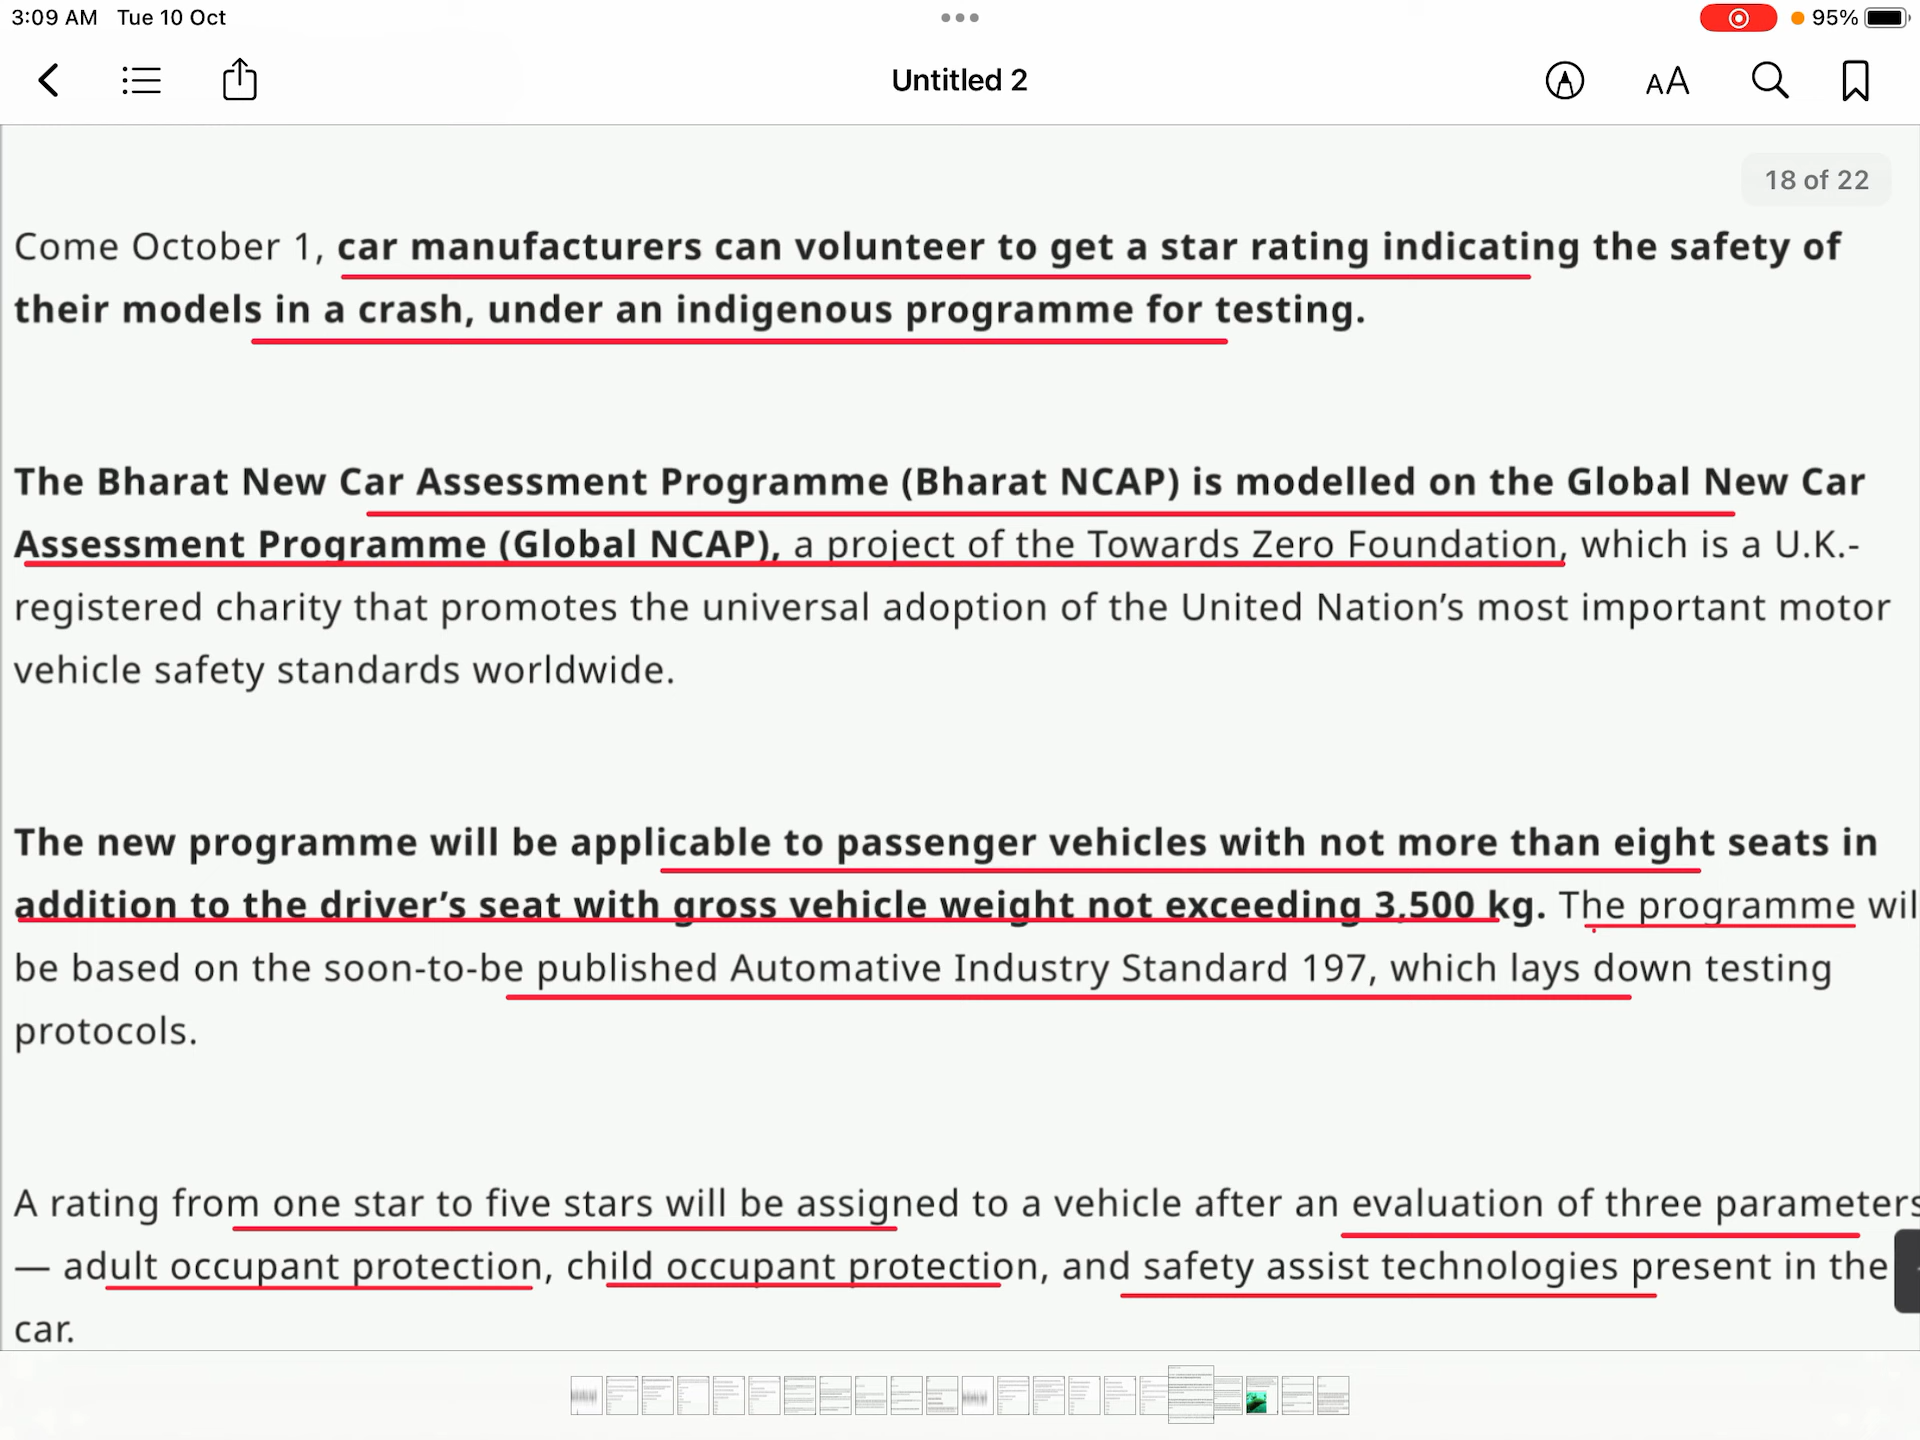 3:09 AM Tue 10 Oct
95%
Untitled 2
AA
18 of 22
Come October 1, car manufacturers can volunteer to get a star rating indicating the safety of
their models in a crash, under an indigenous programme for testing.
The Bharat New Car Assessment Programme (Bharat NCAP) is modelled on the Global New Car
Assessment Programme (Global NCAP), a project of the Towards Zero Foundation, which is a U.K.-
registered charity that promotes the universal adoption of the United Nation’s most important motor
vehicle safety standards worldwide.
The new programme will be applicable to passenger vehicles with not more than eight seats in
addition to the driver’s seat with gross vehicle weight not exceeding 3,500 kg. The programme wil
be based on the soon-to-be published Automative Industry Standard 197, which lays down testing
protocols.
A rating from one star to five stars will be assigned to a vehicle after an evaluation of three parameters
— adult occupant protection, child occupant protection, and safety assist technologies present in the
car.